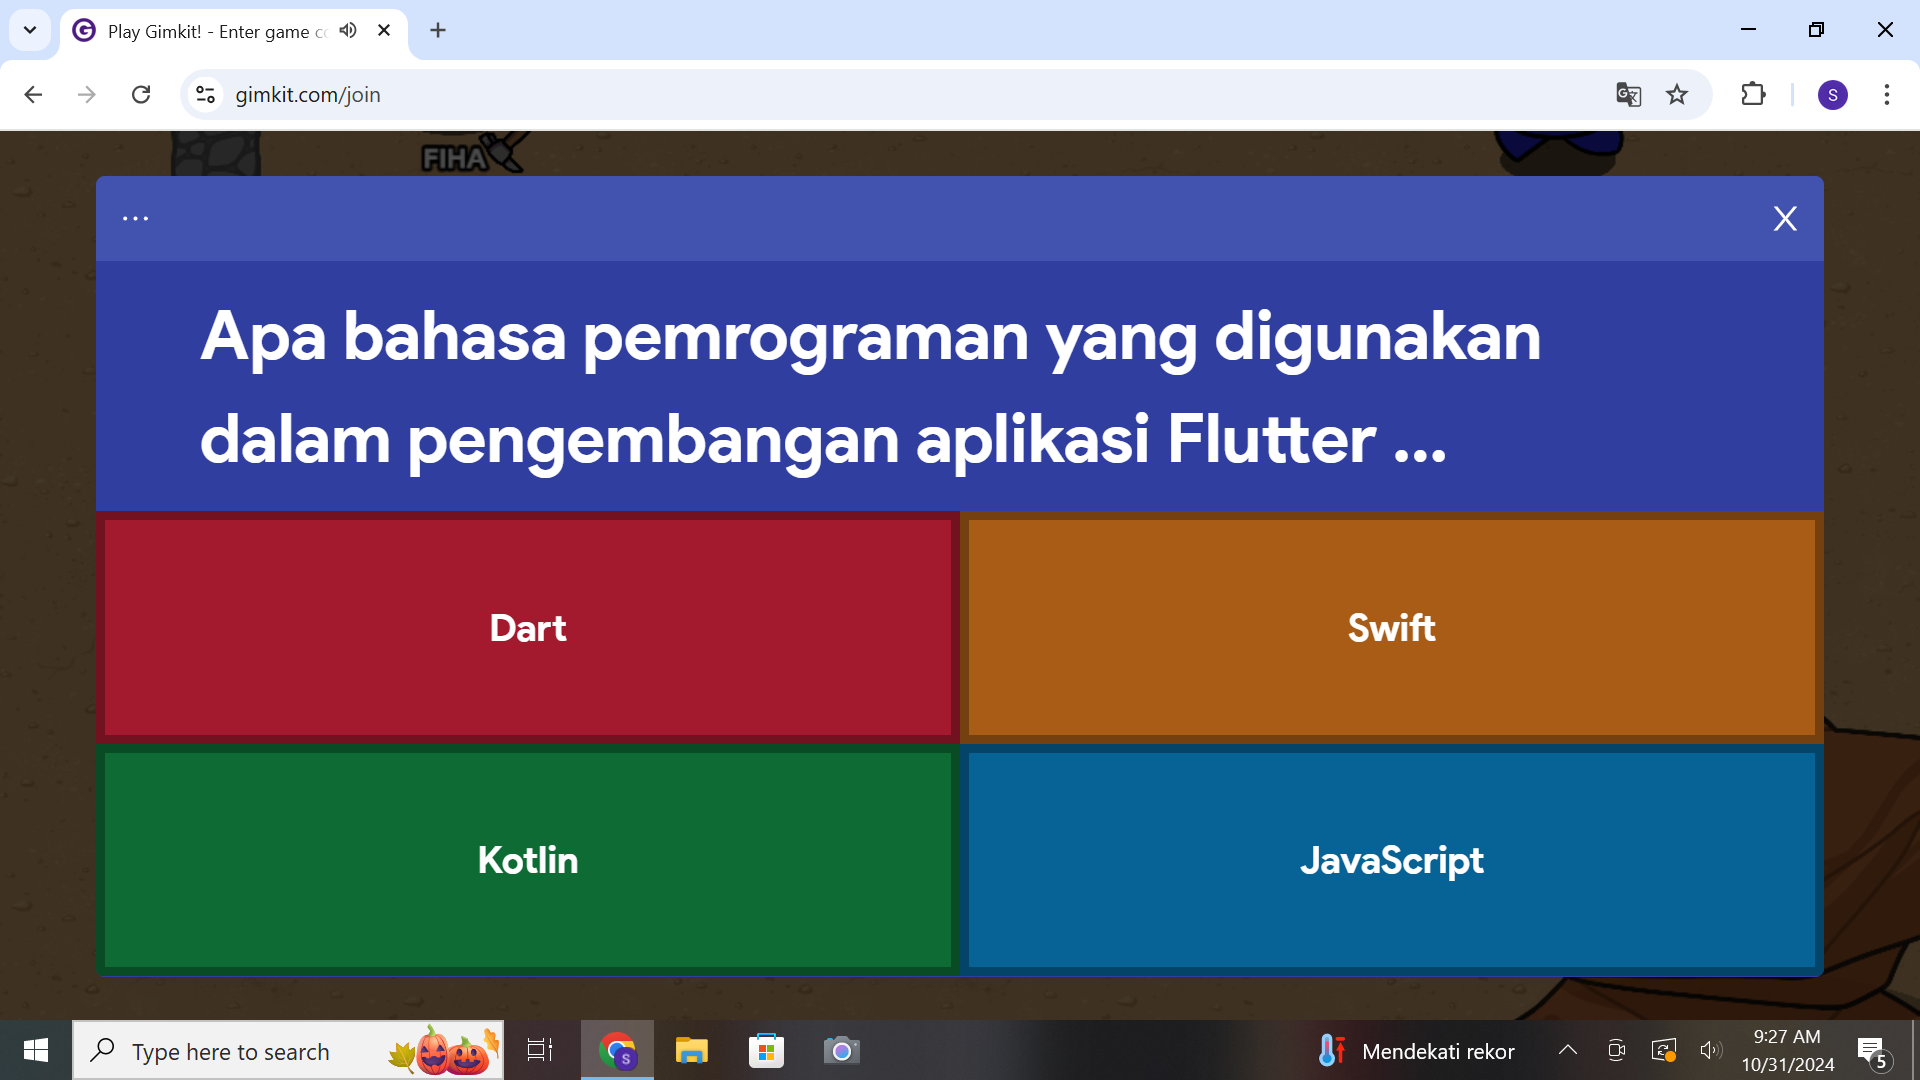 Play Gimkit! - Enter game co
gimkit.com/join
S
FIHA
...
X
Apa bahasa pemrograman yang digunakan
dalam pengembangan aplikasi Flutter ...
Dart
Swift
Kotlin
JavaScript
Type here to search
S
Mendekati rekor
9:27 AM
10/31/2024
5